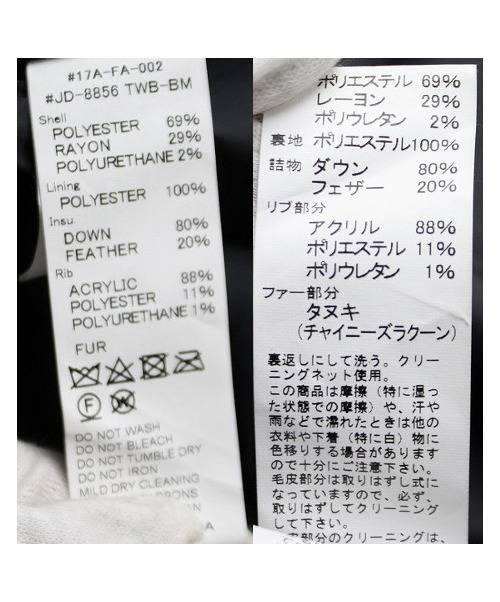 #17A-FA-002
#JD-8856 TWB-BM
Shell
POLYESTER 69%
RAYON 29%
POLYURETHANE 2%
Lining
POLYESTER 100%
Insu.
DOWN 80%
FEATHER 20%
Rib
ACRYLIC 88%
POLYESTER 11%
POLYURETHANE 1%
FUR
DO NOT WASH
DO NOT BLEACH
DO NOT TUMBLE DRY
DO NOT IRON
MILD DRY CLEANING
ポリエステル 69%
レーヨン 29%
ポリウレタン 2%
裏地 ポリエステル100%
詰物 ダウン 80%
フェザー 20%
リブ部分
アクリル 88%
ポリエステル 11%
ポリウレタン 1%
ファー部分
タヌキ
(チャイニーズラクーン)
裏返しにして洗う。クリー
ニングネット使用。
この商品は摩擦(特に湿っ
た状態での摩擦)や、汗や
雨などで濡れたときは他の
衣料や下着(特に白)物に
色移りする場合があります
ので十分にご注意下さい。
毛皮部分は取りはずし式に
なっていますので、必ず、
取りはずしてクリーニング
して下さい。
皮部分のクリーニングは、